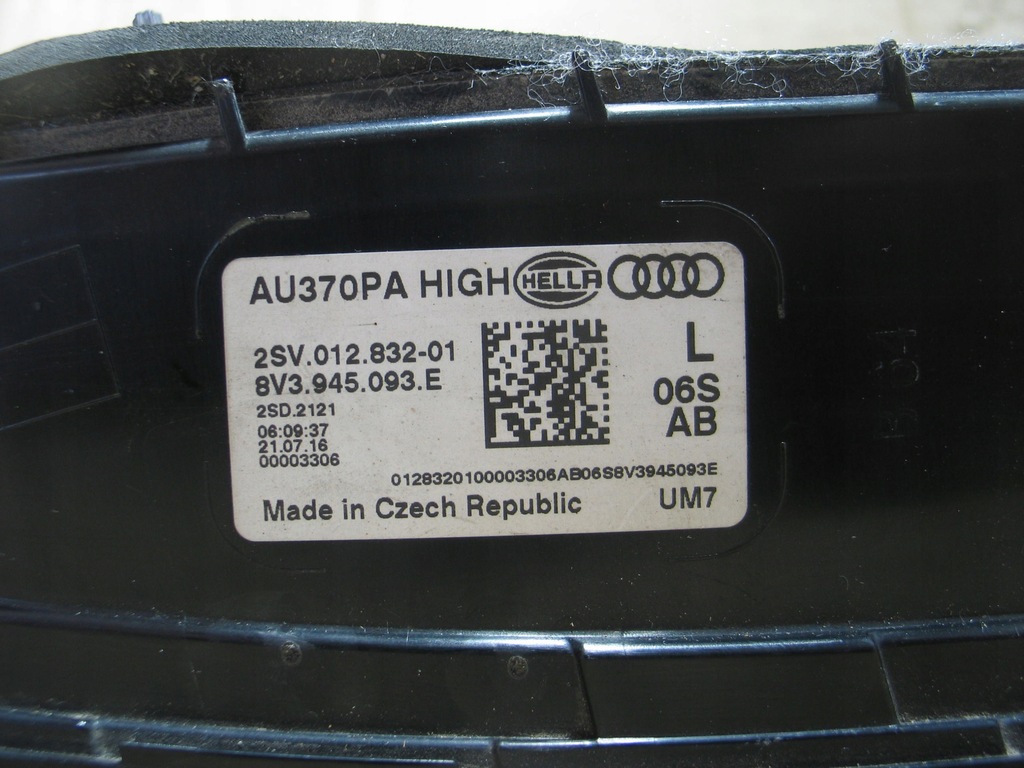 AU370PA HIGH HELLA
2SV.012.832-01
8V3.945.093.E
2SD.2121
06:09:37
21.07.16
00003306
L
06S
AB
0128320100003306AB06S8V3945093E
Made in Czech Republic
UM7